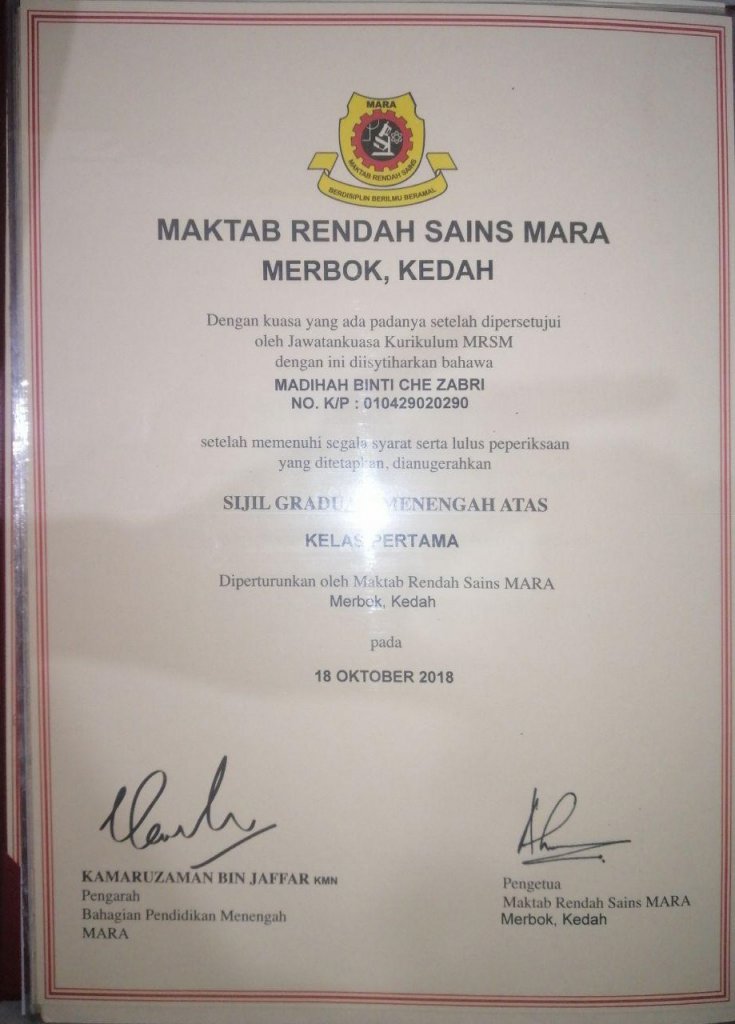 MARA
MAKTAB RENDAH SAINS
BERDISIPLIN BERILMU BERAMAL
MAKTAB RENDAH SAINS MARA
MERBOK, KEDAH
Dengan kuasa yang ada padanya setelah dipersetujui
oleh Jawatankuasa Kurikulum MRSM
dengan ini diisytiharkan bahawa
MADIHAH BINTI CHE ZABRI
NO. K/P : 010429020290
setelah memenuhi segala syarat serta lulus peperiksaan
yang ditetapkan, dianugerahkan
SIJIL MENENGAH ATAS
KELAS PERTAMA
Diperturunkan oleh Maktab Rendah Sains MARA
Merbok, Kedah
pada
18 OKTOBER 2018
KAMARUZAMAN BIN JAFFAR KMN
Pengarah
Bahagian Pendidikan Menengah
MARA
Pengetua
Maktab Rendah Sains MARA
Merbok, Kedah